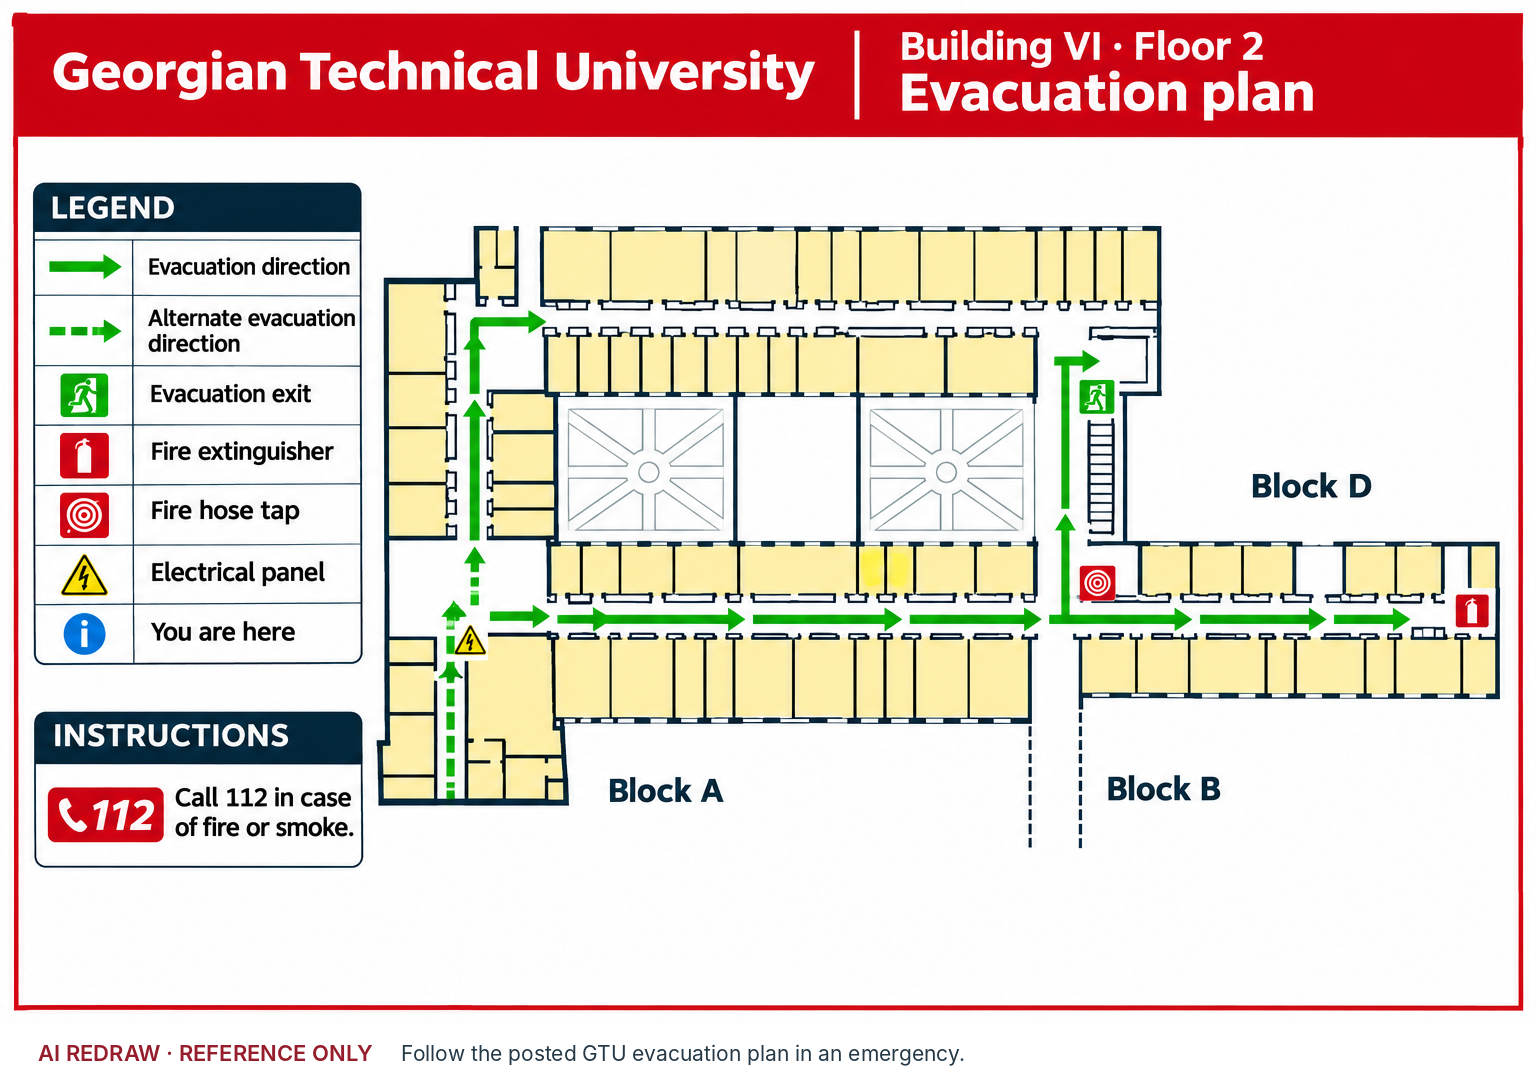 Georgian Technical University
Building VI · Floor 2
Evacuation plan
LEGEND
Evacuation direction
Alternate evacuation
direction
Evacuation exit
Fire extinguisher
Fire hose tap
Electrical panel
You are here
INSTRUCTIONS
112
Call 112 in case
of fire or smoke.
Block D
Block A
Block B
AI REDRAW · REFERENCE ONLY
Follow the posted GTU evacuation plan in an emergency.